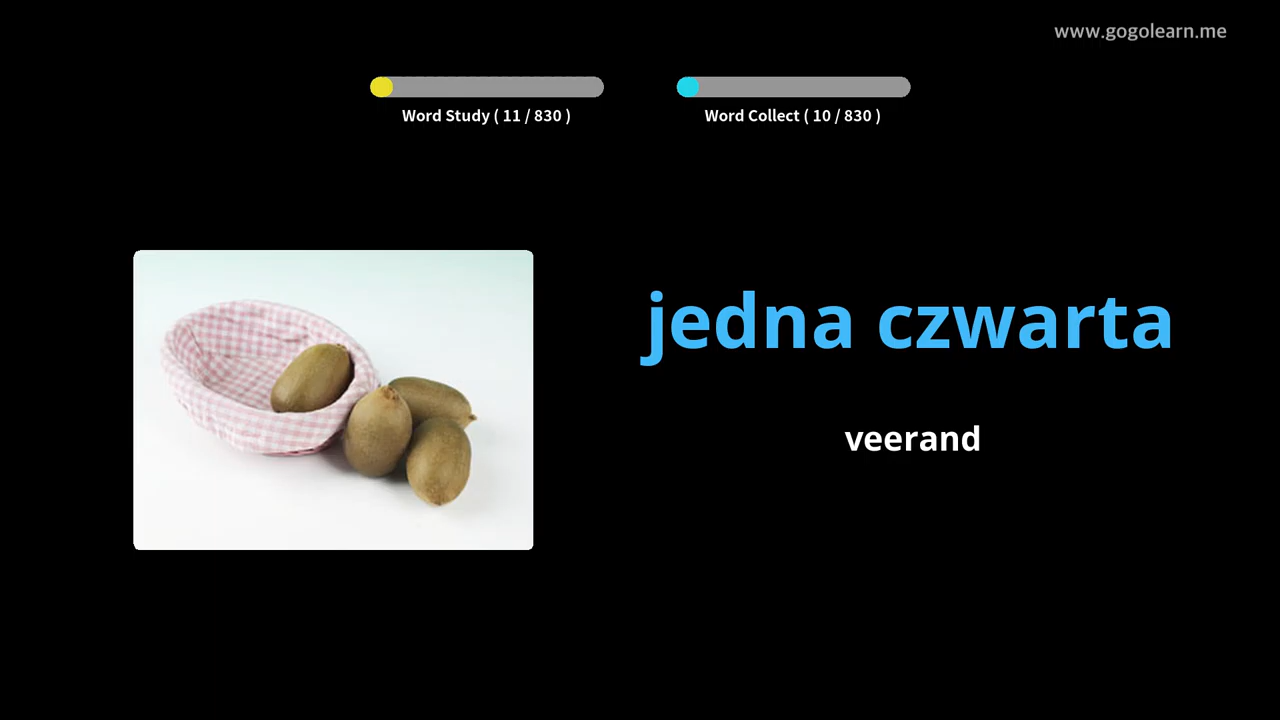 www.gogolearn.me
Word Study ( 11 / 830 )
Word Collect ( 10 / 830 )
jedna czwarta
veerand